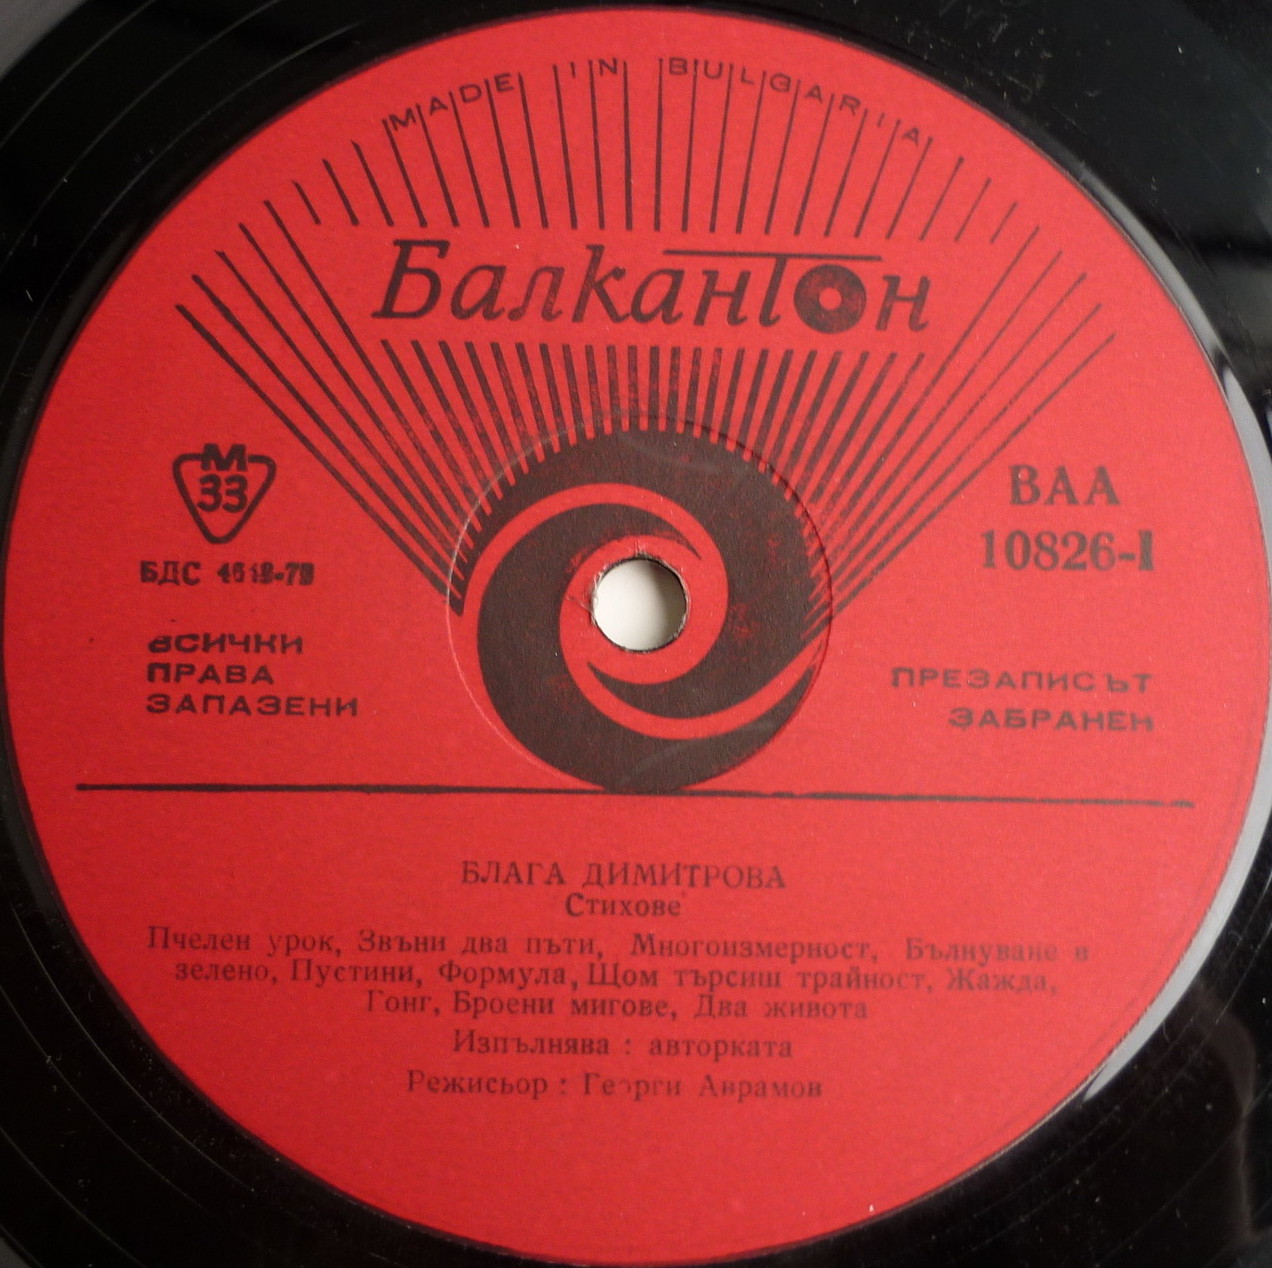 MADE IN BULGARIA
Балкантон
М
33
ВАА
10826-I
БДС
ВСИЧКИ
ПРАВА
ЗАПАЗЕНИ
ПРЕЗАПИСЪТ
ЗАБРАНЕН
БЛАГА ДИМИТРОВА
Стихове
Пчелен урок, Звъни два пъти, Многоизмерност, Бълнуване в
зелено, Пустини, Формула, Щом търсиш трайност, Жажда,
Гонг, Броени мигове, Два живота
Изпълнява : авторката
Режисьор : Георги Аврамов